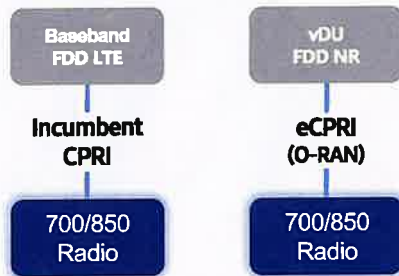 Baseband
FDD LTE
Incumbent
CPRI
700/850
Radio
vDU
FDD NR
eCPRI
(O-RAN)
700/850
Radio